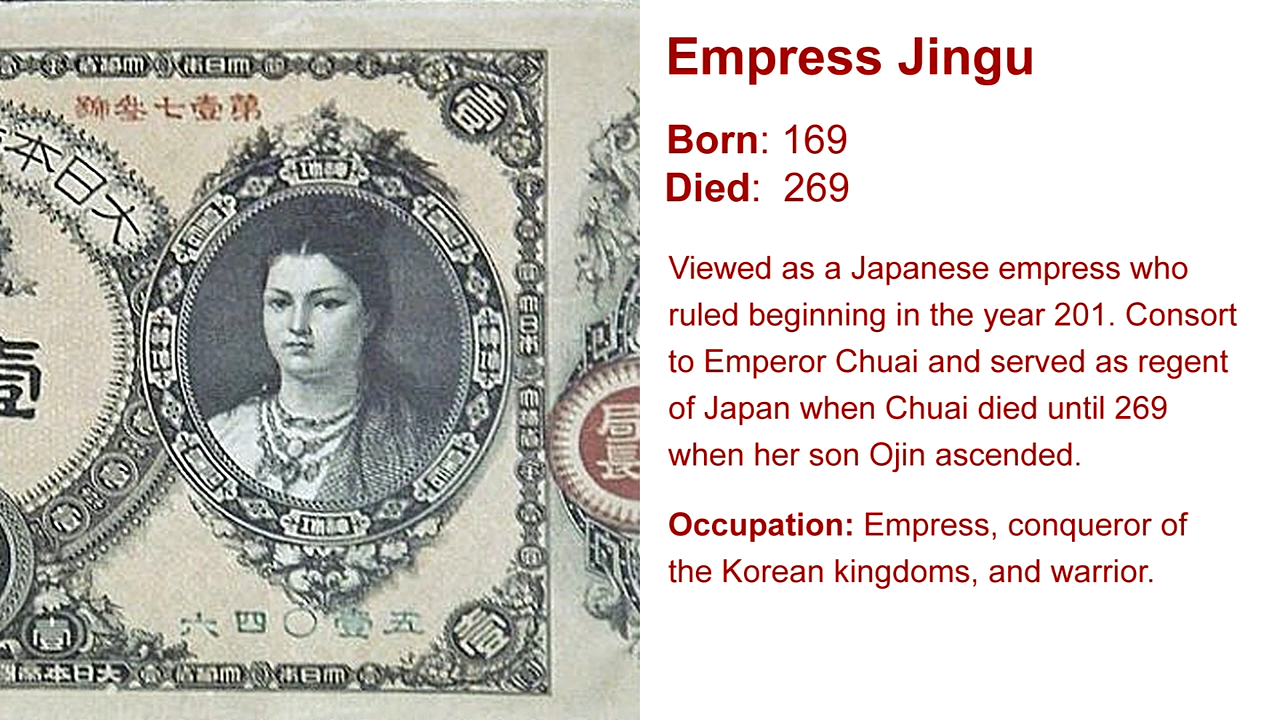 第壹七叁號
大日本
壹
五壹〇四六
Empress Jingu
Born: 169
Died: 269
Viewed as a Japanese empress who
ruled beginning in the year 201. Consort
to Emperor Chuai and served as regent
of Japan when Chuai died until 269
when her son Ojin ascended.
Occupation: Empress, conqueror of
the Korean kingdoms, and warrior.